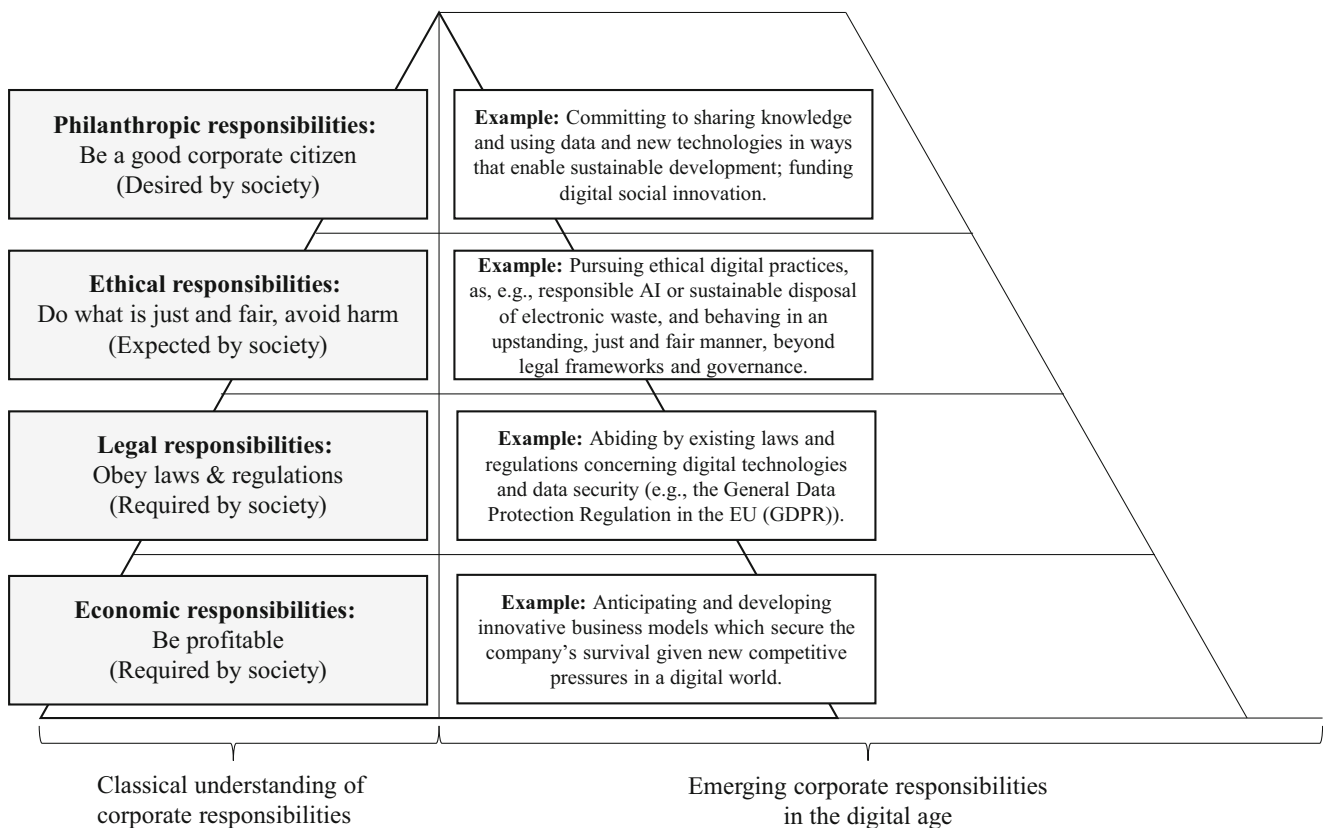 Philanthropic responsibilities:
Be a good corporate citizen
(Desired by society)
Example: Committing to sharing knowledge
and using data and new technologies in ways
that enable sustainable development; funding
digital social innovation.
Ethical responsibilities:
Do what is just and fair, avoid harm
(Expected by society)
Example: Pursuing ethical digital practices,
as, e.g., responsible AI or sustainable disposal
of electronic waste, and behaving in an
upstanding, just and fair manner, beyond
legal frameworks and governance.
Legal responsibilities:
Obey laws & regulations
(Required by society)
Example: Abiding by existing laws and
regulations concerning digital technologies
and data security (e.g., the General Data
Protection Regulation in the EU (GDPR)).
Economic responsibilities:
Be profitable
(Required by society)
Example: Anticipating and developing
innovative business models which secure the
company’s survival given new competitive
pressures in a digital world.
Classical understanding of
corporate responsibilities
Emerging corporate responsibilities
in the digital age